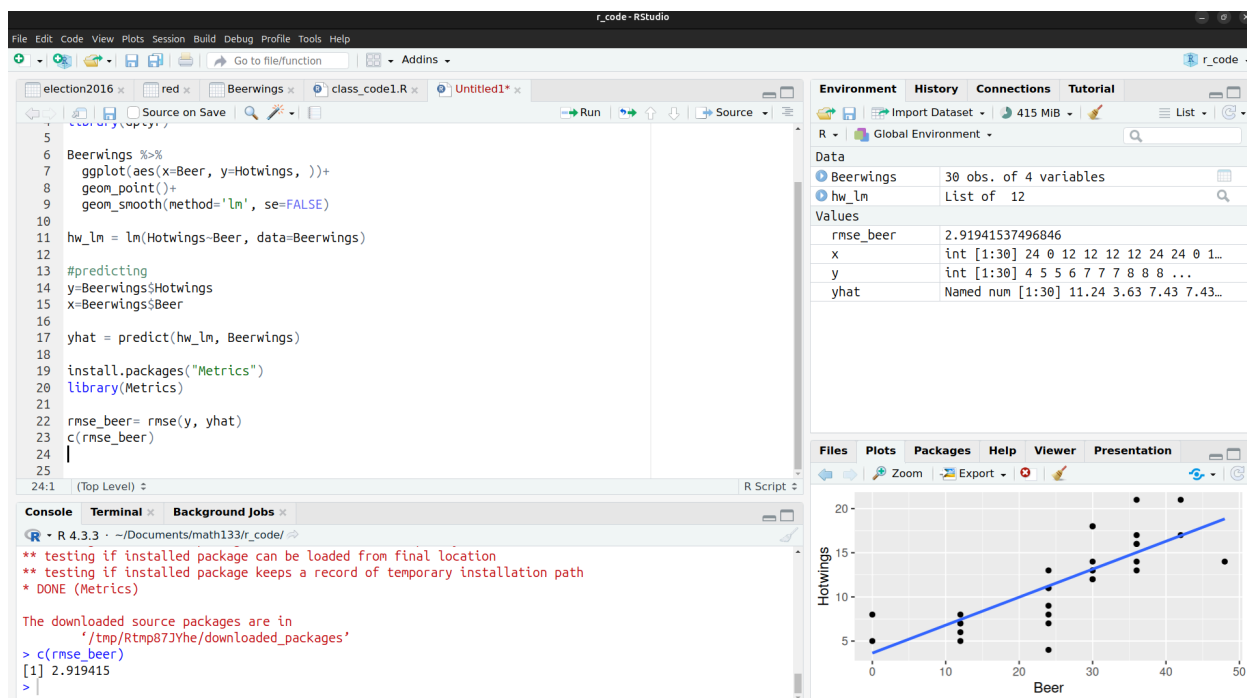 r_code - RStudio
File Edit Code View Plots Session Build Debug Profile Tools Help
Go to file/function
Addins
r_code
election2016
red
Beerwings
class_code1.R
Untitled1*
Source on Save
Run
Source
4 library(dplyr)
5
6 Beerwings %>%
7 ggplot(aes(x=Beer, y=Hotwings, ))+
8 geom_point()+
9 geom_smooth(method='lm', se=FALSE)
10
11 hw_lm = lm(Hotwings~Beer, data=Beerwings)
12
13 #predicting
14 y=Beerwings$Hotwings
15 x=Beerwings$Beer
16
17 yhat = predict(hw_lm, Beerwings)
18
19 install.packages("Metrics")
20 library(Metrics)
21
22 rmse_beer= rmse(y, yhat)
23 c(rmse_beer)
24
25
24:1 (Top Level) R Script
Console Terminal Background Jobs
R 4.3.3 · ~/Documents/math133/r_code/
** testing if installed package can be loaded from final location
** testing if installed package keeps a record of temporary installation path
* DONE (Metrics)
The downloaded source packages are in
‘/tmp/Rtmp87JYhe/downloaded_packages’
> c(rmse_beer)
[1] 2.919415
>
Environment History Connections Tutorial
Import Dataset 415 MiB List
R Global Environment
Data
Beerwings 30 obs. of 4 variables
hw_lm List of 12
Values
rmse_beer 2.91941537496846
x int [1:30] 24 0 12 12 12 12 24 24 0 1…
y int [1:30] 4 5 5 6 7 7 7 8 8 8 ...
yhat Named num [1:30] 11.24 3.63 7.43 7.43…
Files Plots Packages Help Viewer Presentation
Zoom Export
20
15
10
5
Hotwings
0 10 20 30 40 50
Beer